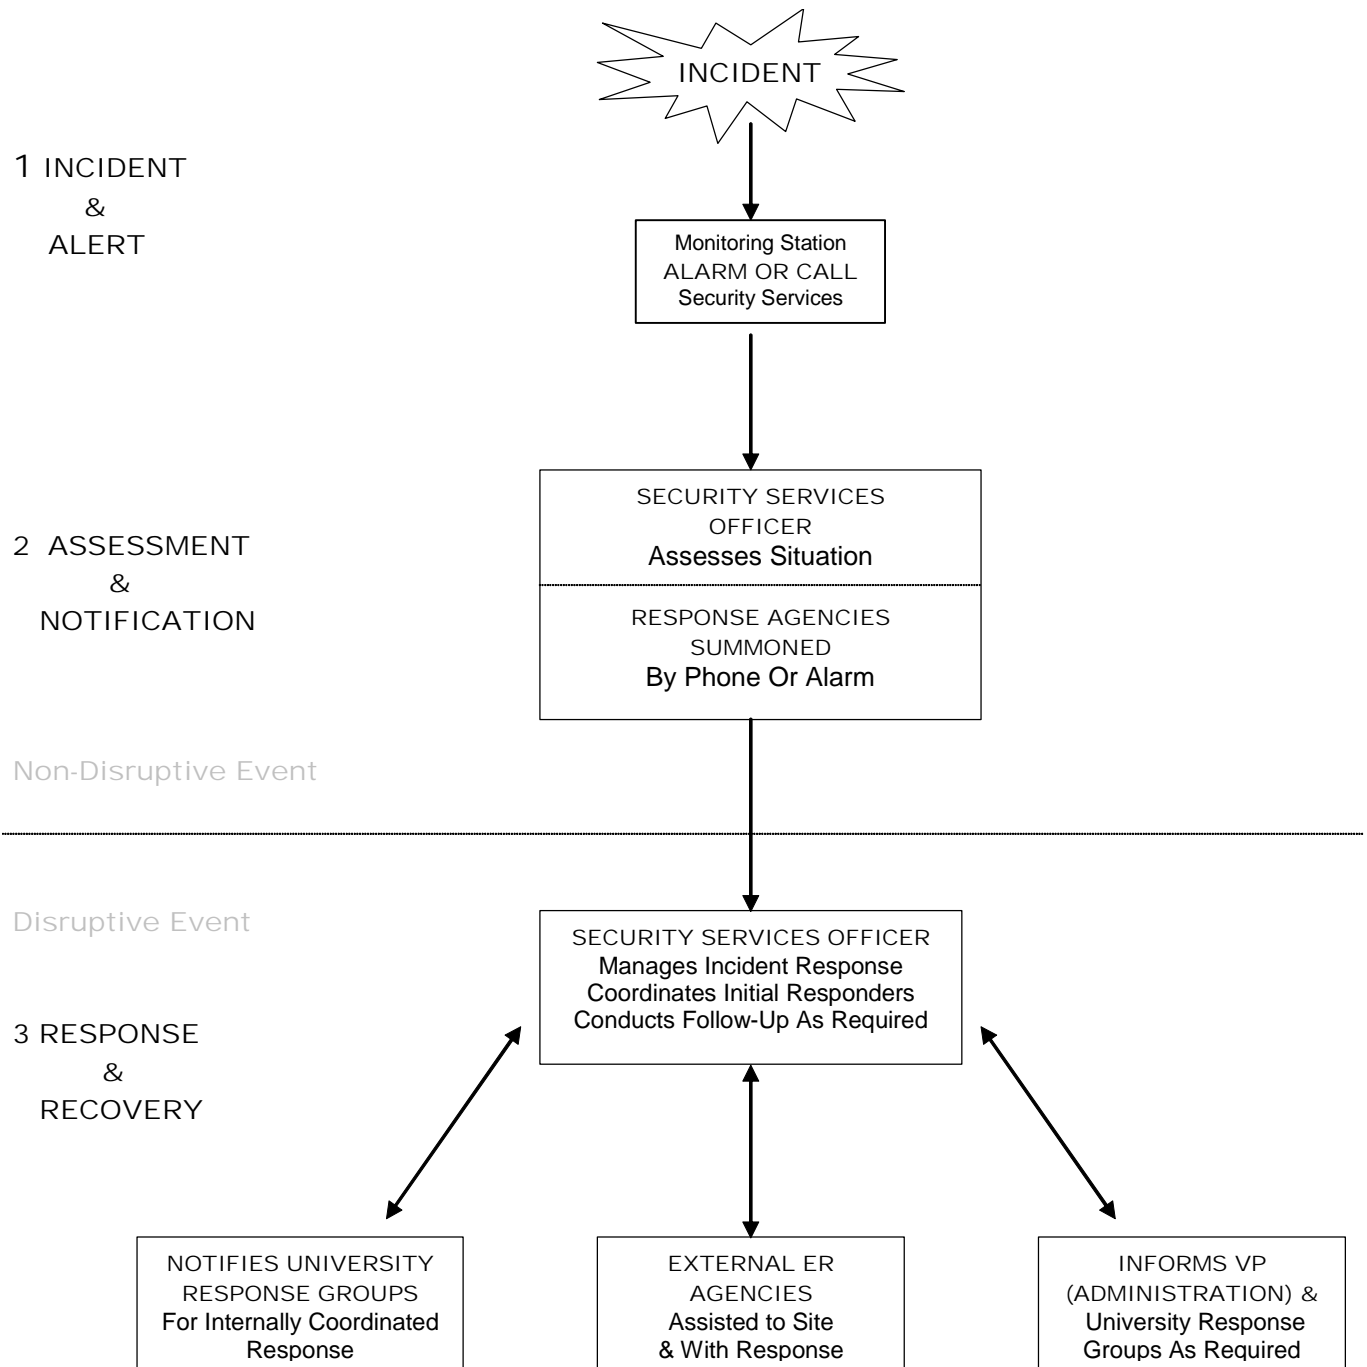 INCIDENT
1 INCIDENT
&
ALERT
Monitoring Station
ALARM OR CALL
Security Services
2 ASSESSMENT
&
NOTIFICATION
SECURITY SERVICES
OFFICER
Assesses Situation
RESPONSE AGENCIES
SUMMONED
By Phone Or Alarm
Non-Disruptive Event
Disruptive Event
SECURITY SERVICES OFFICER
Manages Incident Response
Coordinates Initial Responders
Conducts Follow-Up As Required
3 RESPONSE
&
RECOVERY
NOTIFIES UNIVERSITY
RESPONSE GROUPS
For Internally Coordinated
Response
EXTERNAL ER
AGENCIES
Assisted to Site
& With Response
INFORMS VP
(ADMINISTRATION) &
University Response
Groups As Required